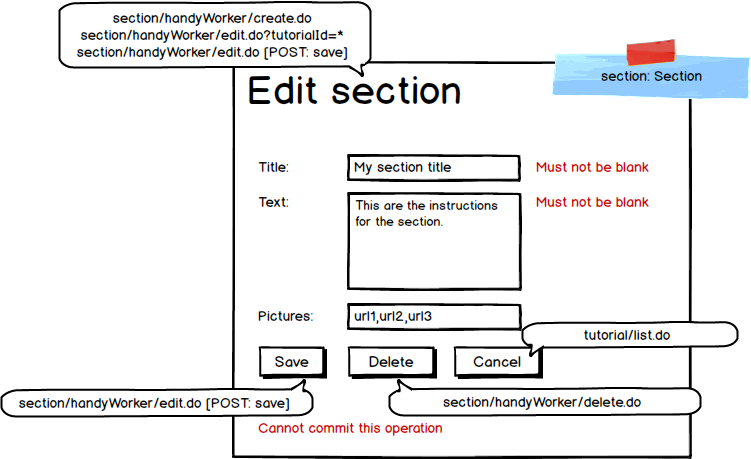 section/handyWorker/create.do
section/handyWorker/edit.do?tutorialId=*
section/handyWorker/edit.do [POST: save]
section: Section
Edit section
Title:
My section title
Must not be blank
Text:
This are the instructions
for the section.
Must not be blank
Pictures:
url1,url2,url3
tutorial/list.do
Save
Delete
Cancel
section/handyWorker/edit.do [POST: save]
section/handyWorker/delete.do
Cannot commit this operation